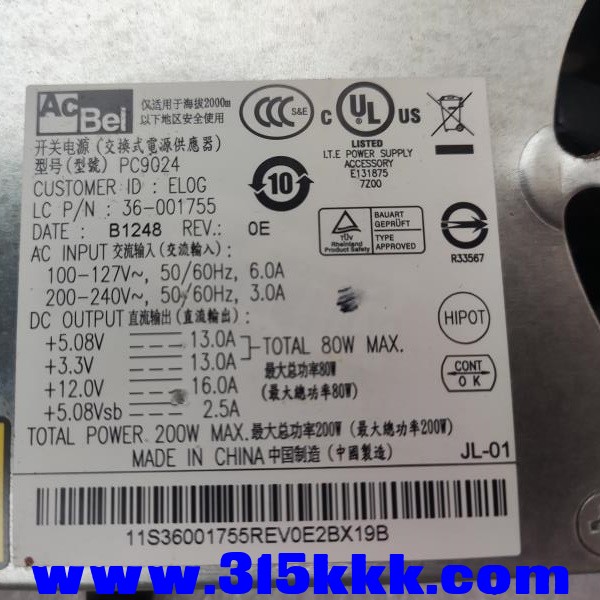 AcBel
仅适用于海拔2000m
以下地区安全使用
CCC S&E
c UL US
LISTED
I.T.E POWER SUPPLY
ACCESSORY
E131875
7Z00
开关电源 (交换式電源供應器)
型号(型號) PC9024
CUSTOMER ID : ELOG
LC P/N : 36-001755
DATE : B1248 REV.: 0E
10
TÜV
Rheinland
Product Safety
BAUART
GEPRÜFT
TYPE
APPROVED
R33567
AC INPUT 交流输入(交流輸入):
100-127V~, 50/60Hz, 6.0A
200-240V~, 50/60Hz, 3.0A
DC OUTPUT 直流输出(直流輸出):
+5.08V 13.0A
+3.3V 13.0A
TOTAL 80W MAX.
最大总功率80W
(最大總功率80W)
+12.0V 16.0A
+5.08Vsb 2.5A
HIPOT
CONT
OK
TOTAL POWER 200W MAX.最大总功率200W (最大總功率200W)
MADE IN CHINA 中国制造 (中國製造)
JL-01
11S36001755REV0E2BX19B
www.315kkk.com